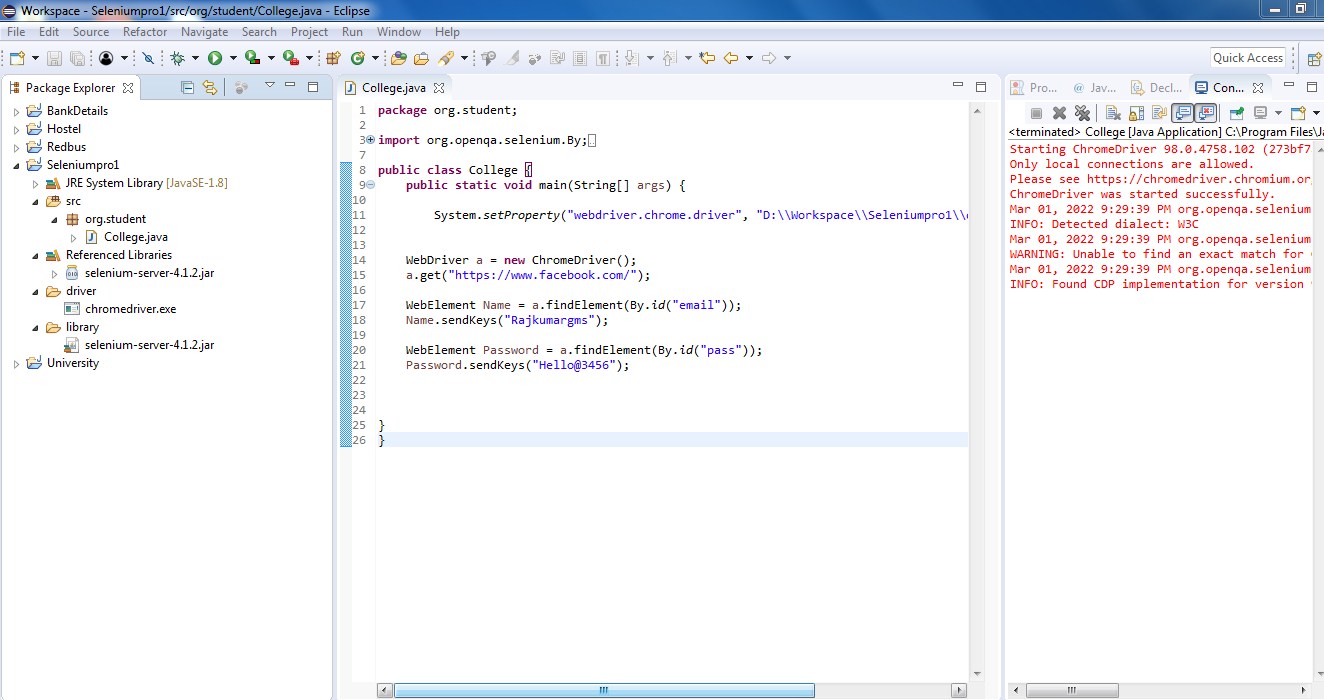 Workspace - Seleniumpro1/src/org/student/College.java - Eclipse
File Edit Source Refactor Navigate Search Project Run Window Help
Quick Access
Package Explorer
BankDetails
Hostel
Redbus
Seleniumpro1
JRE System Library [JavaSE-1.8]
src
org.student
College.java
Referenced Libraries
selenium-server-4.1.2.jar
driver
chromedriver.exe
library
selenium-server-4.1.2.jar
University
College.java
1 package org.student;
2
3 import org.openqa.selenium.By;
7
8 public class College {
9 public static void main(String[] args) {
10
11 System.setProperty("webdriver.chrome.driver", "D:\\Workspace\\Seleniumpro1\\
12
13
14 WebDriver a = new ChromeDriver();
15 a.get("https://www.facebook.com/");
16
17 WebElement Name = a.findElement(By.id("email"));
18 Name.sendKeys("Rajkumargms");
19
20 WebElement Password = a.findElement(By.id("pass"));
21 Password.sendKeys("Hello@3456");
22
23
24
25 }
26 }
Pro... Jav... Decl... Con...
<terminated> College [Java Application] C:\Program Files\Ja
Starting ChromeDriver 98.0.4758.102 (273bf7
Only local connections are allowed.
Please see https://chromedriver.chromium.or
ChromeDriver was started successfully.
Mar 01, 2022 9:29:39 PM org.openqa.selenium
INFO: Detected dialect: W3C
Mar 01, 2022 9:29:39 PM org.openqa.selenium
WARNING: Unable to find an exact match for
Mar 01, 2022 9:29:39 PM org.openqa.selenium
INFO: Found CDP implementation for version